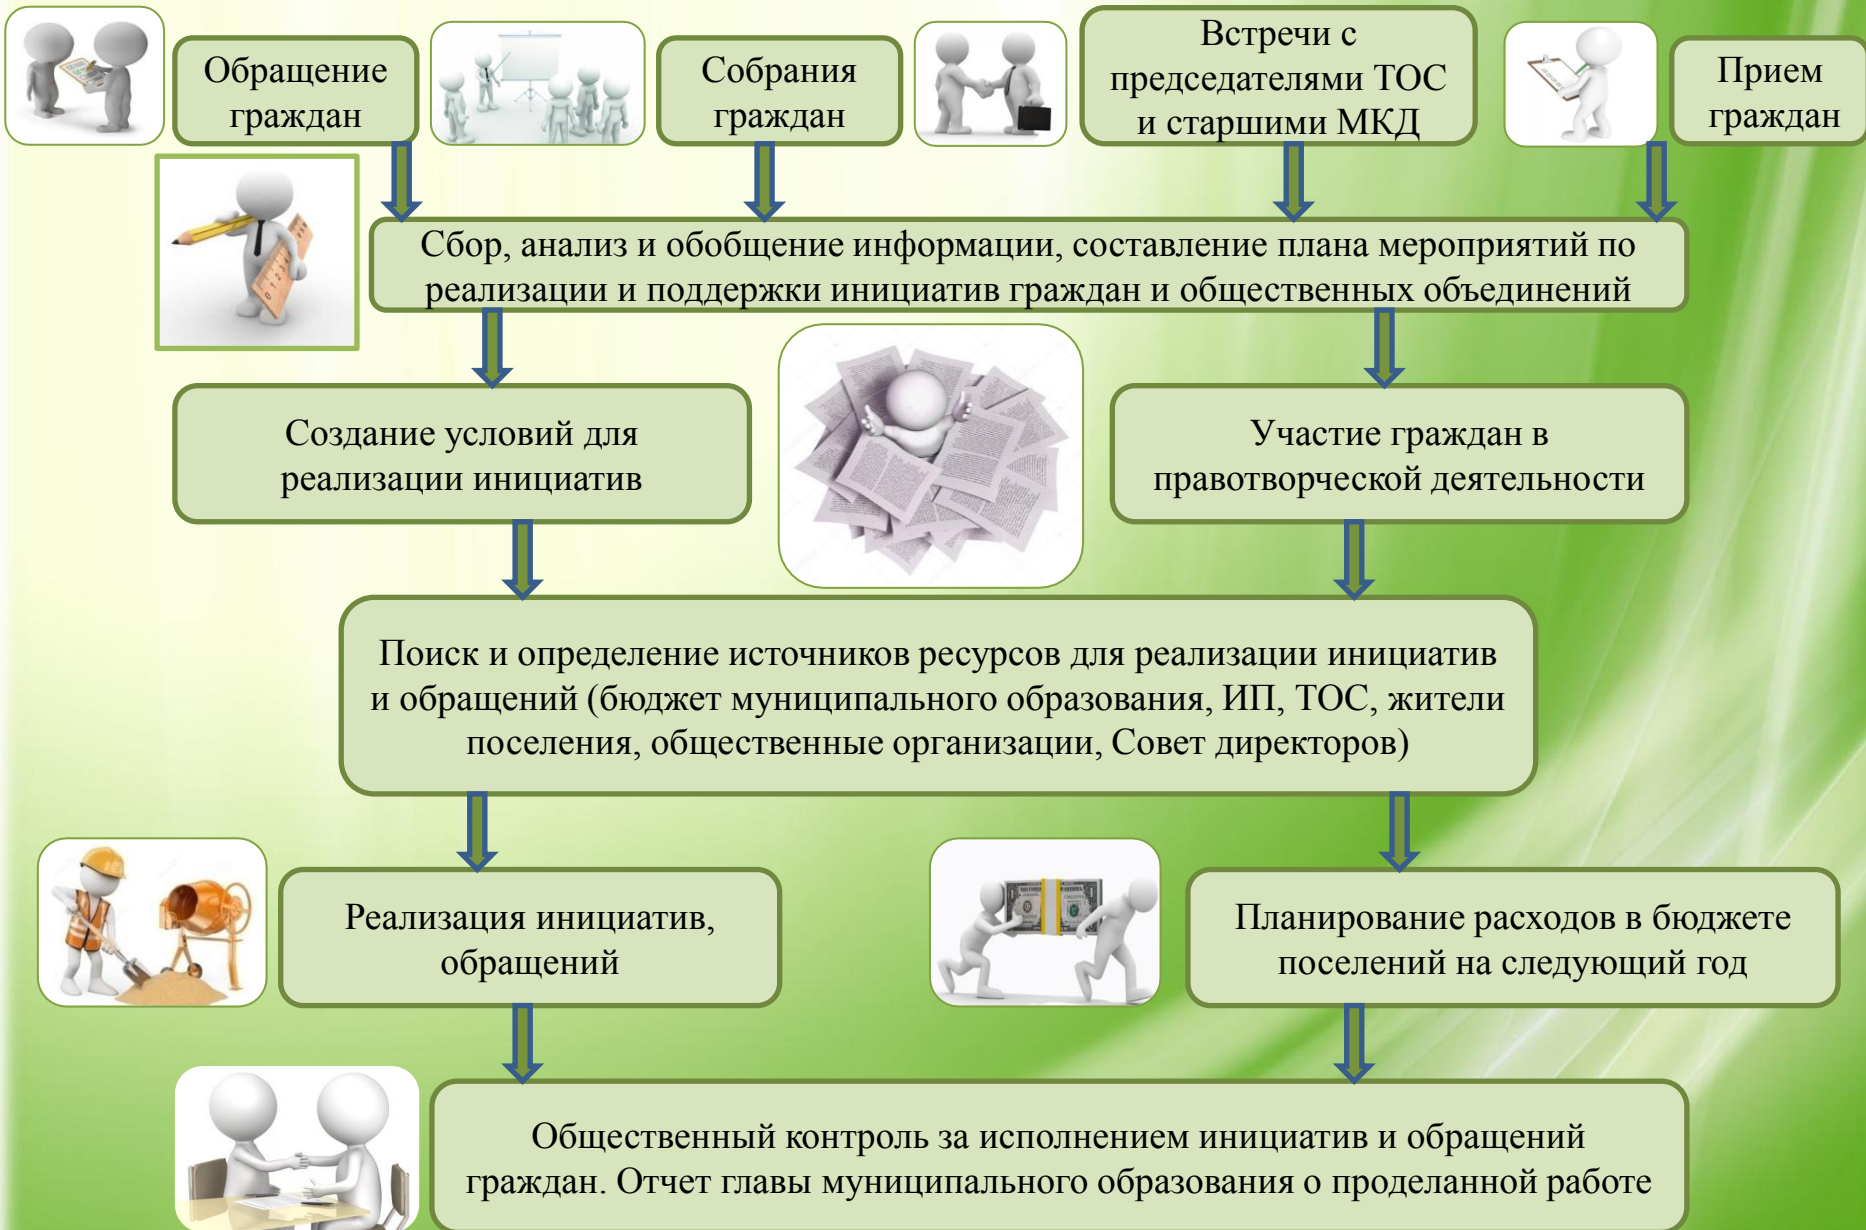 Обращение
граждан
Собрания
граждан
Встречи с
председателями ТОС
и старшими МКД
Прием
граждан
Сбор, анализ и обобщение информации, составление плана мероприятий по
реализации и поддержки инициатив граждан и общественных объединений
Создание условий для
реализации инициатив
Участие граждан в
правотворческой деятельности
Поиск и определение источников ресурсов для реализации инициатив
и обращений (бюджет муниципального образования, ИП, ТОС, жители
поселения, общественные организации, Совет директоров)
Реализация инициатив,
обращений
Планирование расходов в бюджете
поселений на следующий год
Общественный контроль за исполнением инициатив и обращений
граждан. Отчет главы муниципального образования о проделанной работе